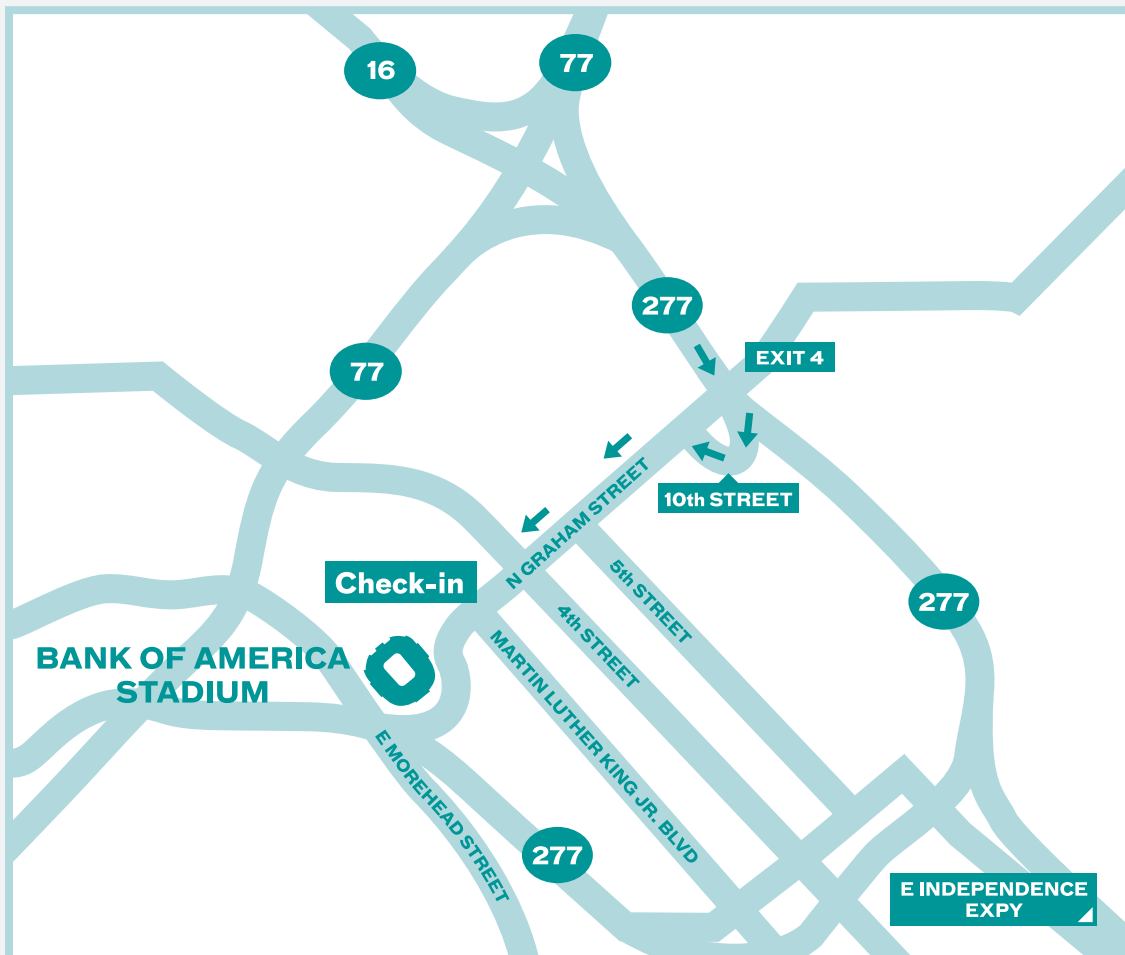 16
77
277
EXIT 4
77
10th STREET
N GRAHAM STREET
Check-in
5th STREET
277
4th STREET
BANK OF AMERICA
STADIUM
MARTIN LUTHER KING JR. BLVD
E MOREHEAD STREET
277
E INDEPENDENCE
EXPY